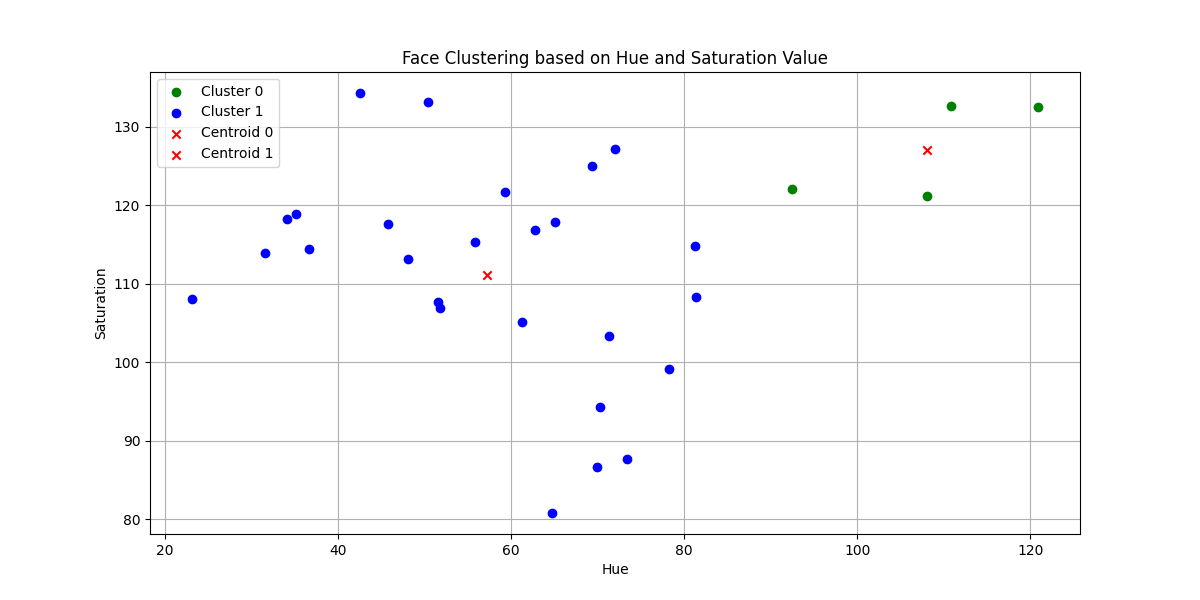 Face Clustering based on Hue and Saturation Value
Cluster 0
Cluster 1
Centroid 0
Centroid 1
130
120
110
100
90
80
Saturation
20 40 60 80 100 120
Hue